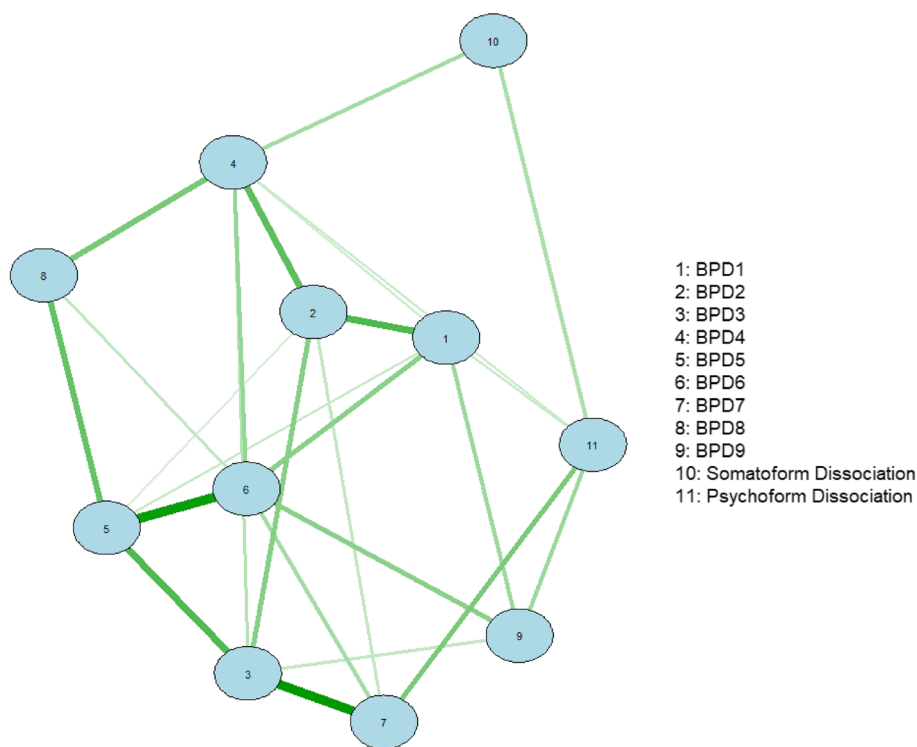 10
4
8
2
1
11
6
5
9
3
7
1: BPD1
2: BPD2
3: BPD3
4: BPD4
5: BPD5
6: BPD6
7: BPD7
8: BPD8
9: BPD9
10: Somatoform Dissociation
11: Psychoform Dissociation